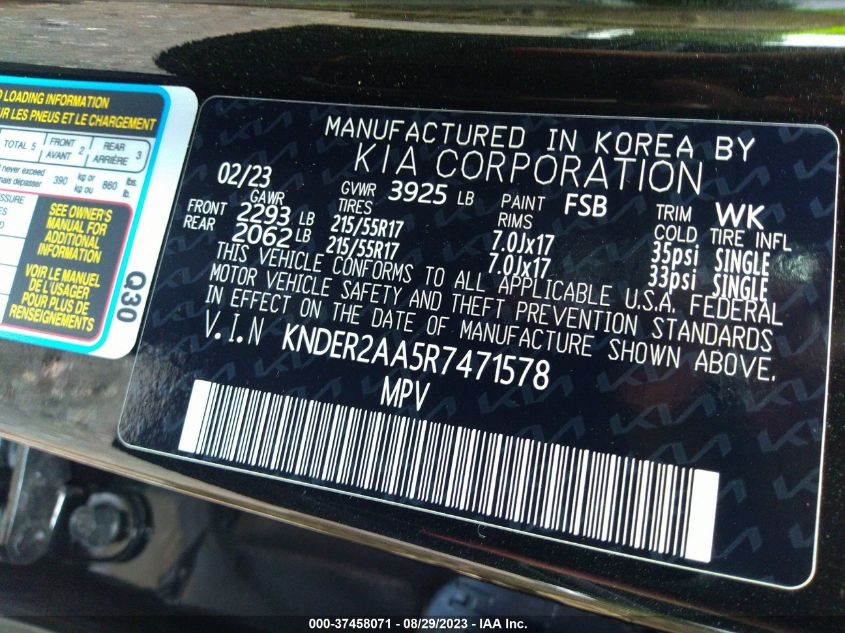 D LOADING INFORMATION
UR LES PNEUS ET LE CHARGEMENT
TOTAL 5 FRONT AVANT 2 REAR ARRIÈRE 3
never exceed
mais dépasser 390 kg or kg ou 860 lbs. lb.
SSURE
SEE OWNER'S
MANUAL FOR
ADDITIONAL
INFORMATION
VOIR LE MANUEL
DE L'USAGER
POUR PLUS DE
RENSEIGNEMENTS
Q30
MANUFACTURED IN KOREA BY
KIA CORPORATION
02/23 GVWR 3925 LB PAINT FSB TRIM WK
GAWR TIRES RIMS COLD TIRE INFL
FRONT 2293 LB 215/55R17 7.0Jx17 35psi SINGLE
REAR 2062 LB 215/55R17 7.0Jx17 33psi SINGLE
THIS VEHICLE CONFORMS TO ALL APPLICABLE U.S.A. FEDERAL
MOTOR VEHICLE SAFETY AND THEFT PREVENTION STANDARDS
IN EFFECT ON THE DATE OF MANUFACTURE SHOWN ABOVE.
V.I.N KNDER2AA5R7471578
MPV
000-37458071 - 08/29/2023 - IAA Inc.